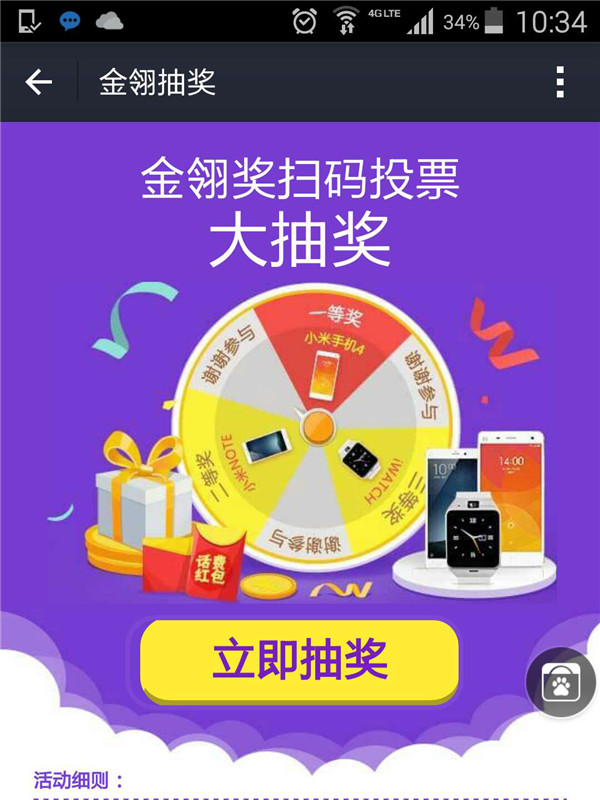 4G LTE 34% 10:34
金翎抽奖
金翎奖扫码投票
大抽奖
一等奖
小米手机4
谢谢参与
谢谢参与
小米NOTE
二等奖
iWATCH
三等奖
谢谢参与
14:00
话费
红包
立即抽奖
活动细则：